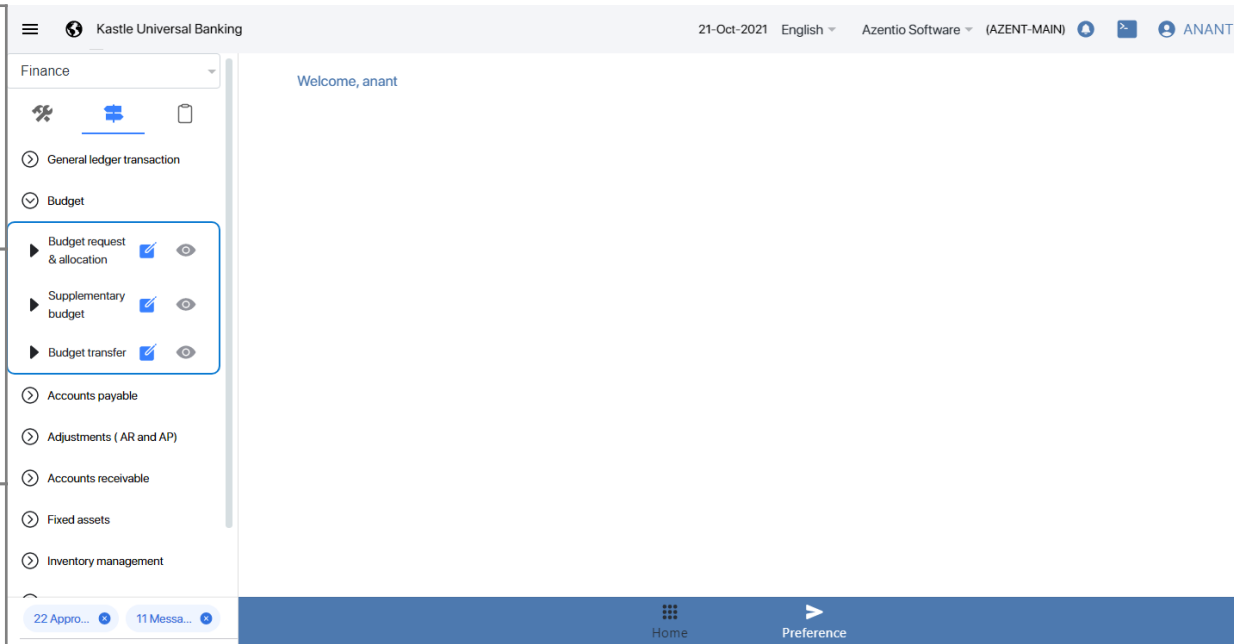 Kastle Universal Banking
21-Oct-2021 English Azentio Software (AZENT-MAIN) ANANT
Finance
Welcome, anant
General ledger transaction
Budget
Budget request
& allocation
Supplementary
budget
Budget transfer
Accounts payable
Adjustments ( AR and AP)
Accounts receivable
Fixed assets
Inventory management
22 Appro... 11 Messa...
Home
Preference